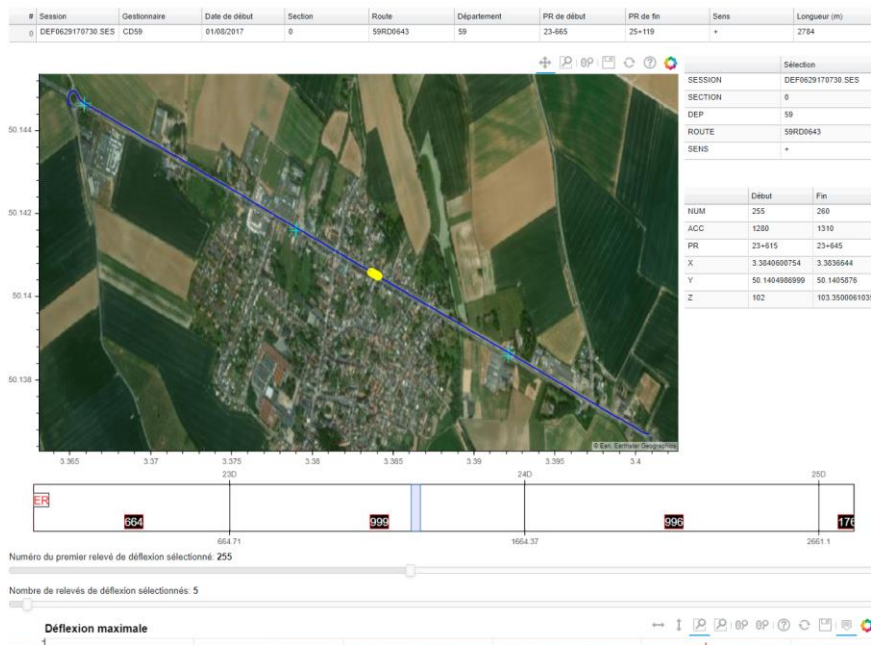 # Session Gestionnaire Date de début Section Route Département PR de début PR de fin Sens Longueur (m)
0 DEF0629170730.SES CD59 01/08/2017 0 59RD0643 59 23-665 25+119 + 2784
Sélection
SESSION DEF0629170730.SES
SECTION 0
DEP 59
ROUTE 59RD0643
SENS +
Début Fin
NUM 255 260
ACC 1280 1310
PR 23+615 23+645
X 3.3840600754 3.3836644
Y 50.1404986999 50.1405876
Z 102 103.350006103
50.144
50.142
50.14
50.138
© Esri, Earthstar Geographics
3.365 3.37 3.375 3.38 3.385 3.39 3.395 3.4
23D 24D 25D
ER
664 999 996 176
664.71 1664.37 2661.1
Numéro du premier relevé de déflexion sélectionné: 255
Nombre de relevés de déflexion sélectionnés: 5
Déflexion maximale